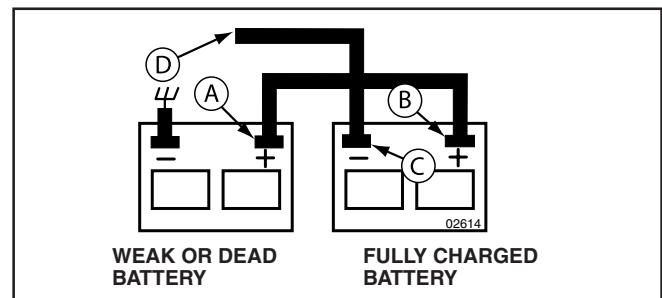 D
A
B
− + − +
C
02614
WEAK OR DEAD
BATTERY
FULLY CHARGED
BATTERY